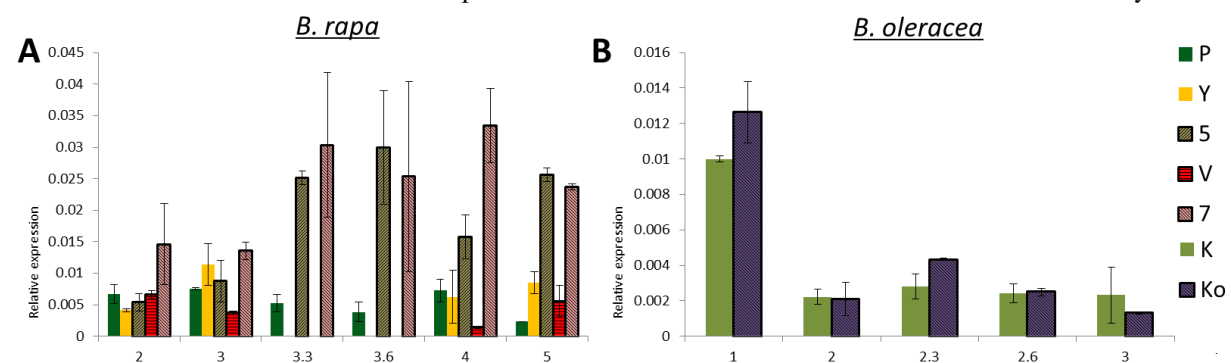 B. rapa
B. oleracea
A
B
0.045
0.04
0.035
0.03
0.025
0.02
0.015
0.01
0.005
0
Relative expression
2 3 3.3 3.6 4 5
0.016
0.014
0.012
0.01
0.008
0.006
0.004
0.002
0
Relative expression
1 2 2.3 2.6 3
P
Y
5
V
7
K
Ko